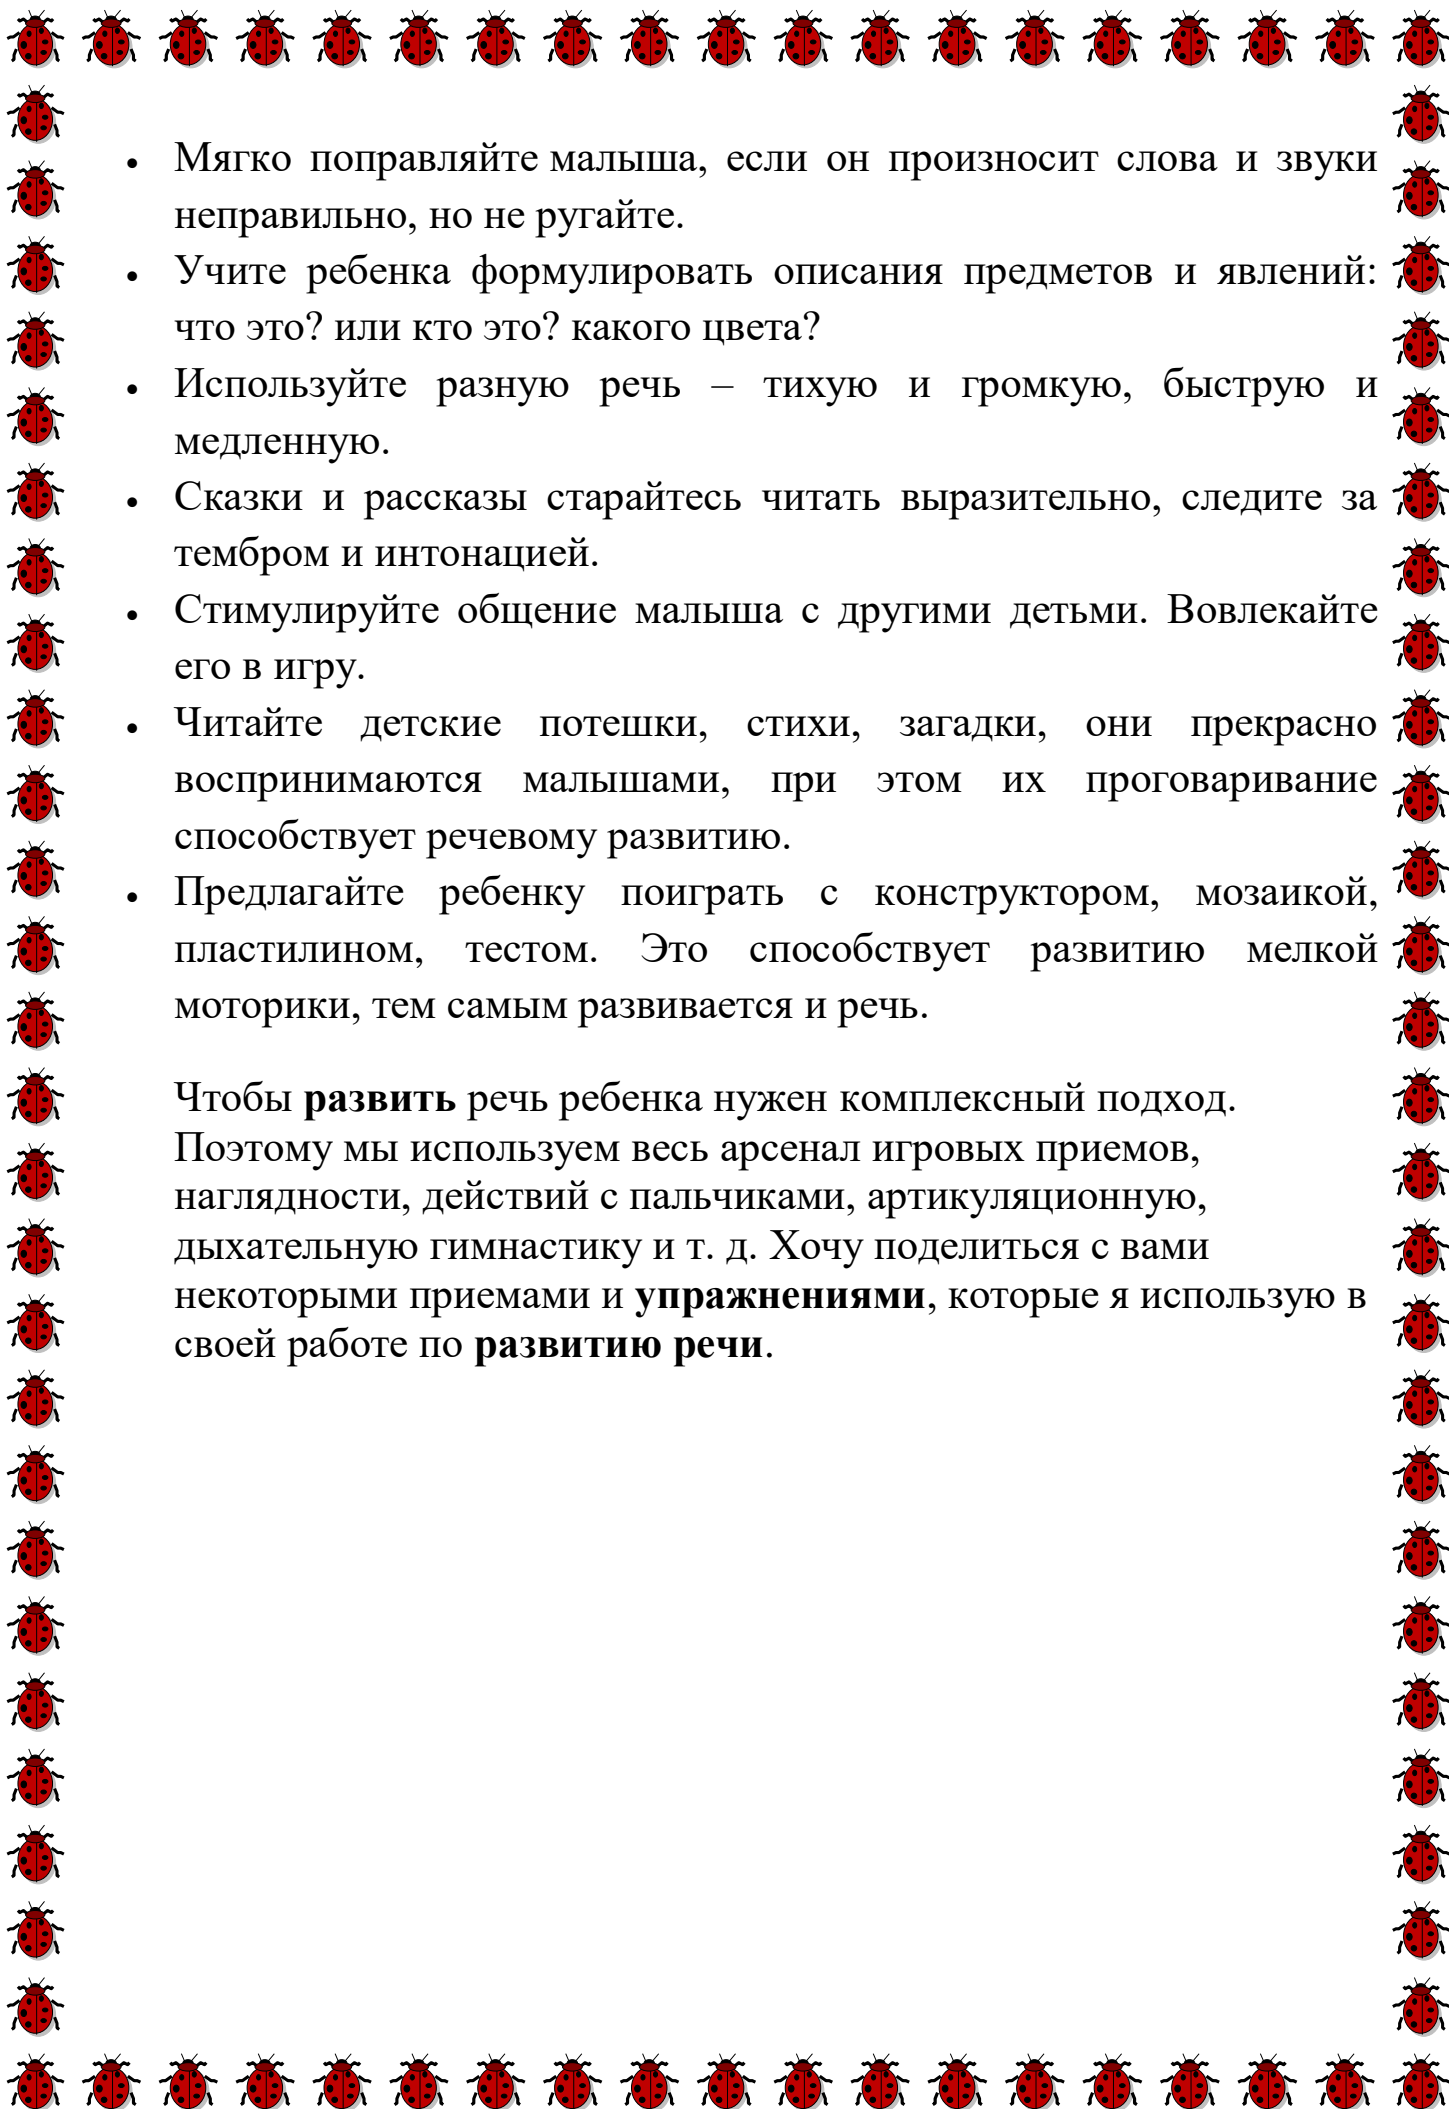 • Мягко поправляйте малыша, если он произносит слова и звуки
неправильно, но не ругайте.
• Учите ребенка формулировать описания предметов и явлений:
что это? или кто это? какого цвета?
• Используйте разную речь – тихую и громкую, быструю и
медленную.
• Сказки и рассказы старайтесь читать выразительно, следите за
тембром и интонацией.
• Стимулируйте общение малыша с другими детьми. Вовлекайте
его в игру.
• Читайте детские потешки, стихи, загадки, они прекрасно
воспринимаются малышами, при этом их проговаривание
способствует речевому развитию.
• Предлагайте ребенку поиграть с конструктором, мозаикой,
пластилином, тестом. Это способствует развитию мелкой
моторики, тем самым развивается и речь.
Чтобы развить речь ребенка нужен комплексный подход.
Поэтому мы используем весь арсенал игровых приемов,
наглядности, действий с пальчиками, артикуляционную,
дыхательную гимнастику и т. д. Хочу поделиться с вами
некоторыми приемами и упражнениями, которые я использую в
своей работе по развитию речи.